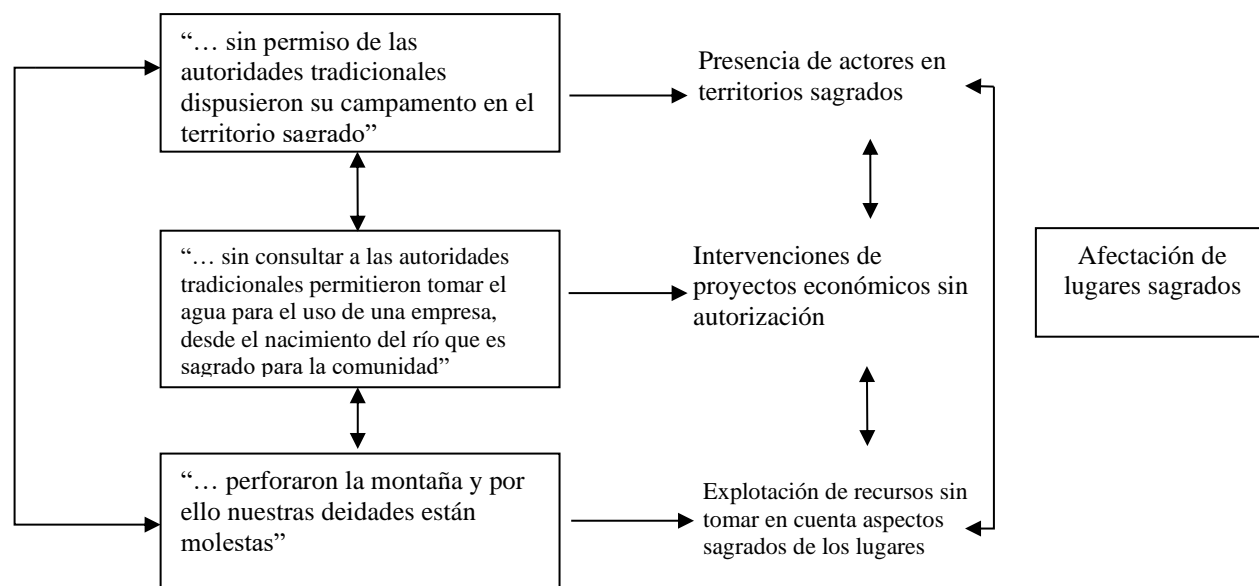 “… sin permiso de las
autoridades tradicionales
dispusieron su campamento en el
territorio sagrado”
Presencia de actores en
territorios sagrados
“… sin consultar a las autoridades
tradicionales permitieron tomar el
agua para el uso de una empresa,
desde el nacimiento del río que es
sagrado para la comunidad”
Intervenciones de
proyectos económicos sin
autorización
Afectación de
lugares sagrados
“… perforaron la montaña y por
ello nuestras deidades están
molestas”
Explotación de recursos sin
tomar en cuenta aspectos
sagrados de los lugares